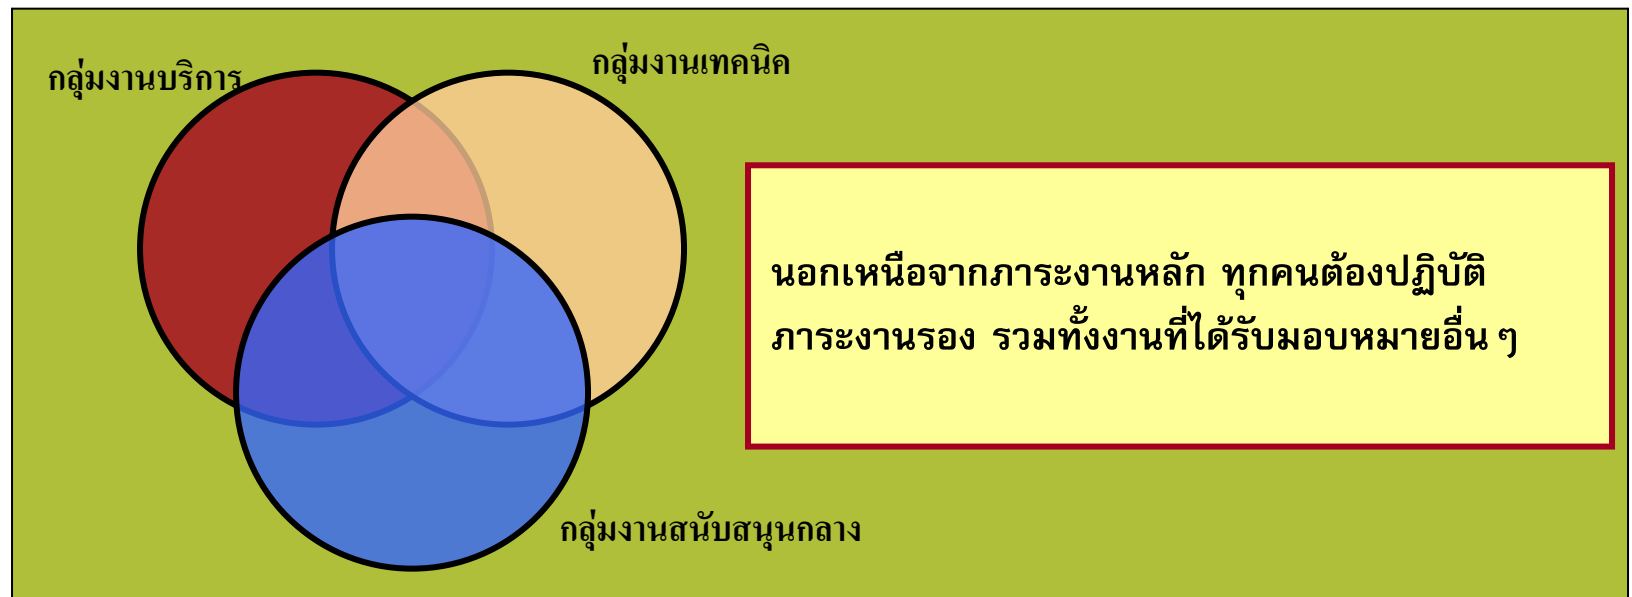 กลุ่มงานเทคนิค
กลุ่มงานบริการ
นอกเหนือจากภาระงานหลัก ทุกคนต้องปฏิบัติ
ภาระงานรอง รวมทั้งงานที่ได้รับมอบหมายอื่น ๆ
กลุ่มงานสนับสนุนกลาง